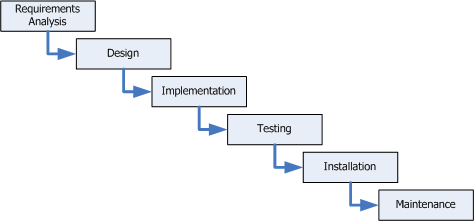 Requirements
Analysis
Design
Implementation
Testing
Installation
Maintenance